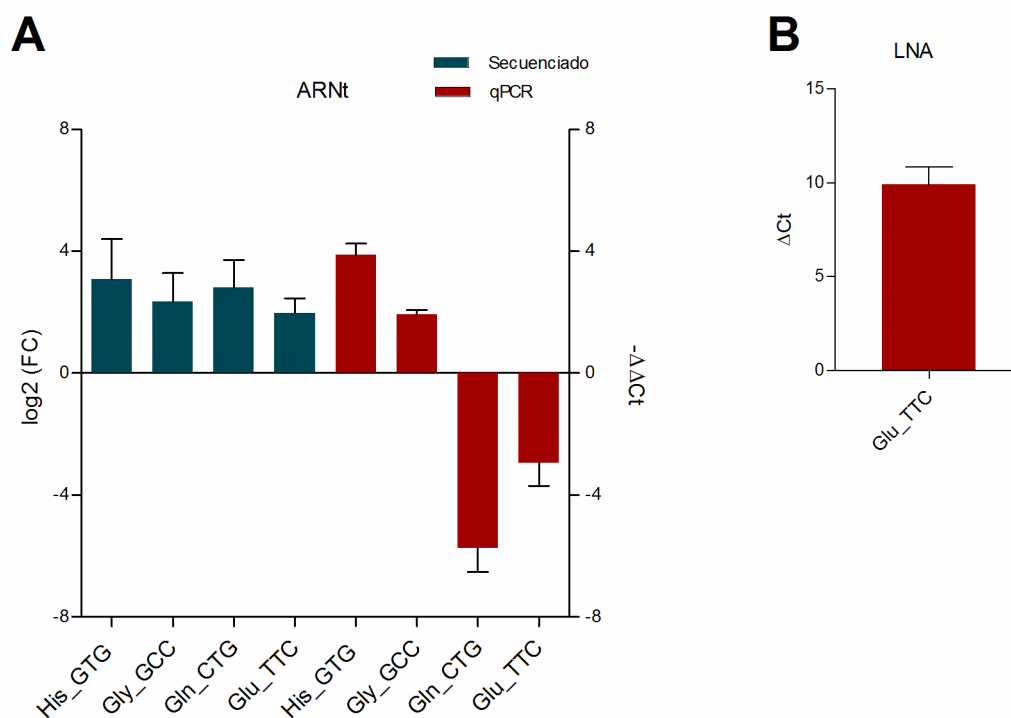 A
ARNt
Secuenciado
qPCR
log2 (FC)
8
4
0
-4
-8
8
4
0
-4
-8
-ΔΔCt
His_GTG
Gly_GCC
Gln_CTG
Glu_TTC
His_GTG
Gly_GCC
Gln_CTG
Glu_TTC
B
LNA
ΔCt
15
10
5
0
Glu_TTC